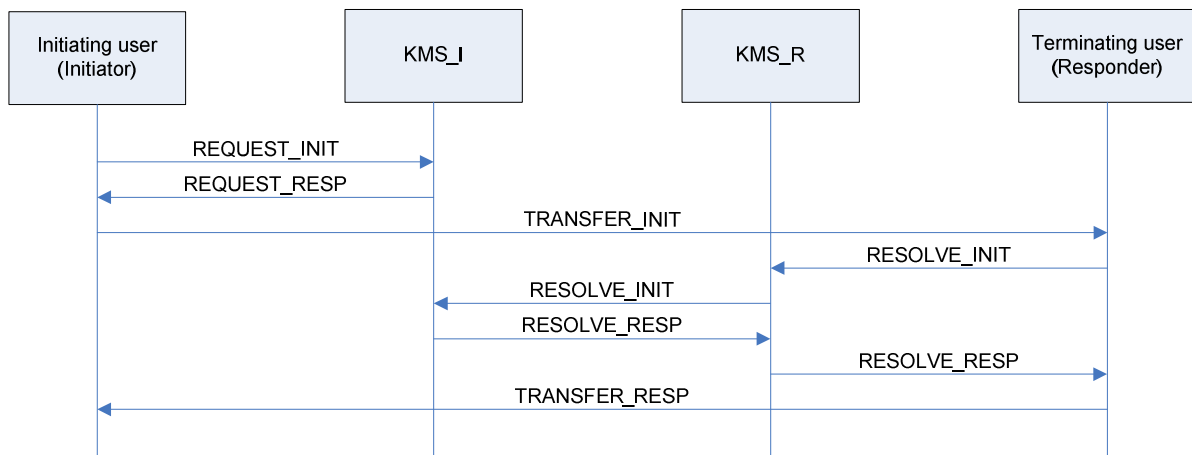 Initiating user
(Initiator)
KMS_I
KMS_R
Terminating user
(Responder)
REQUEST_INIT
REQUEST_RESP
TRANSFER_INIT
RESOLVE_INIT
RESOLVE_INIT
RESOLVE_RESP
RESOLVE_RESP
TRANSFER_RESP